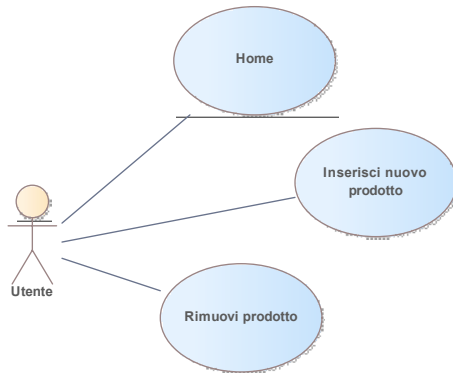 Home
Inserisci nuovo
prodotto
Utente
Rimuovi prodotto